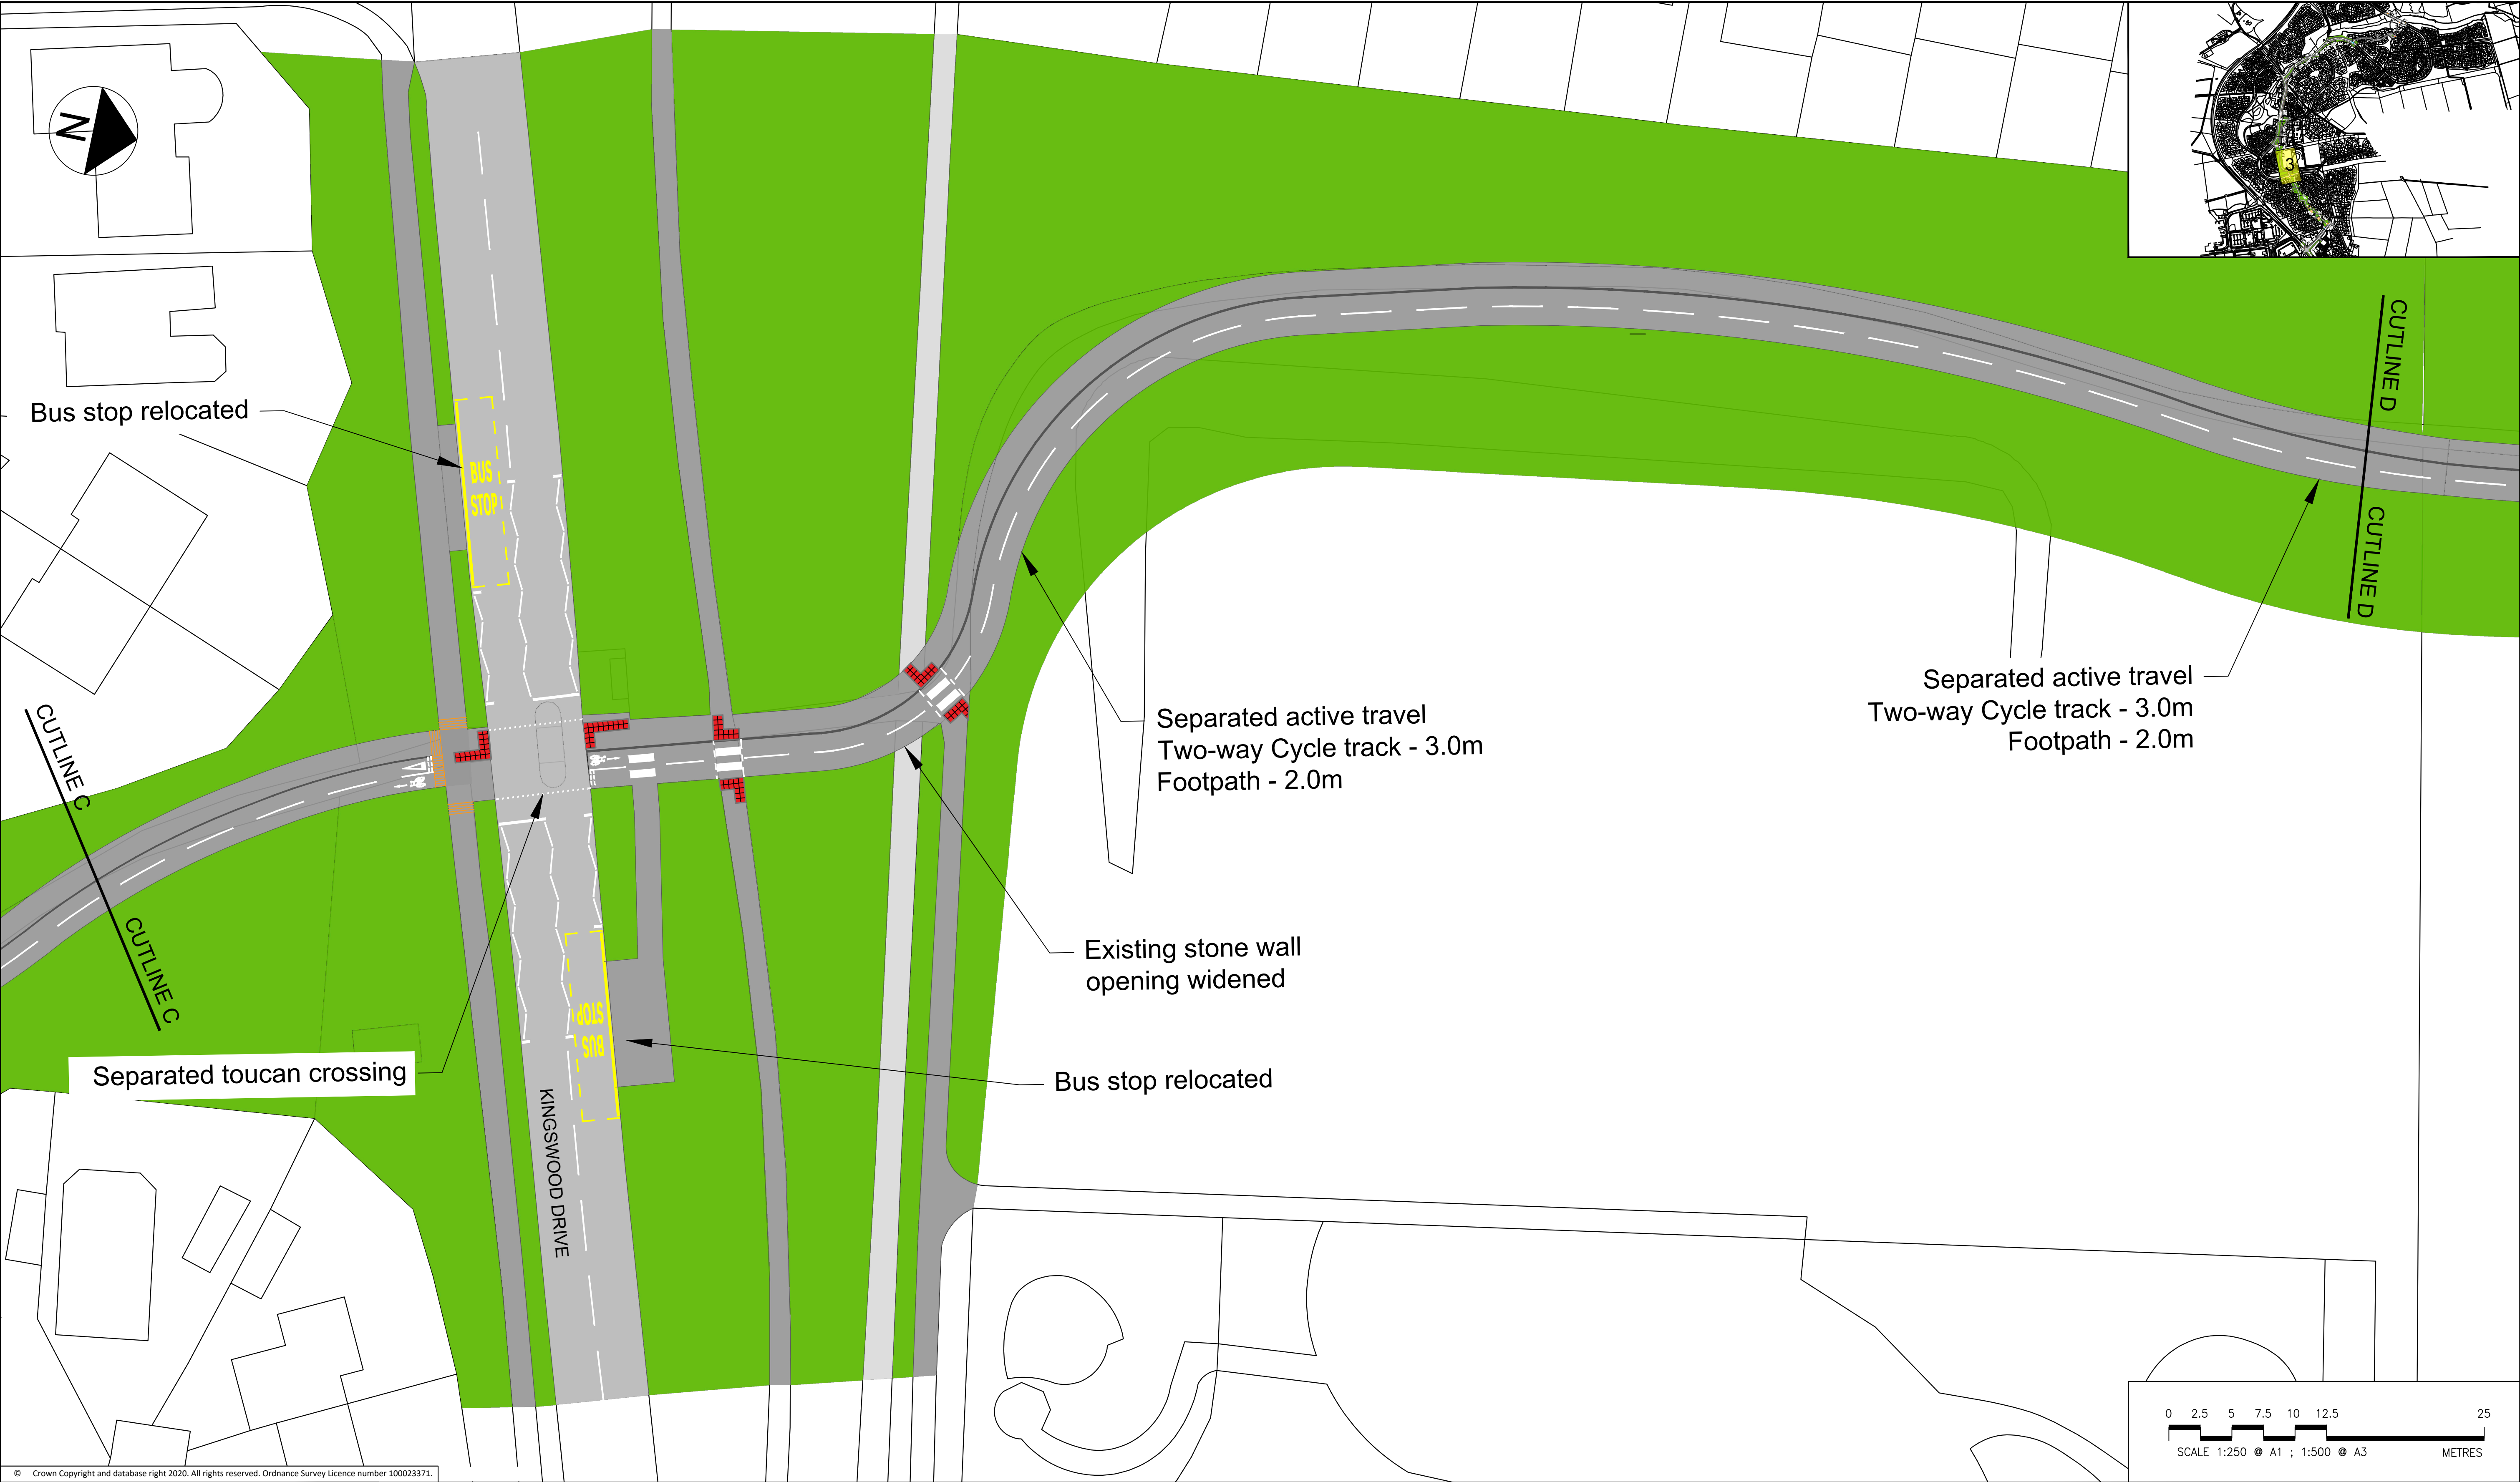 N
3
Bus stop relocated
BUS
STOP
CUTLINE D
CUTLINE D
Separated active travel
Two-way Cycle track - 3.0m
Footpath - 2.0m
Separated active travel
Two-way Cycle track - 3.0m
Footpath - 2.0m
CUTLINE C
CUTLINE C
Existing stone wall
opening widened
BUS
STOP
Separated toucan crossing
Bus stop relocated
KINGSWOOD DRIVE
0 2.5 5 7.5 10 12.5 25
SCALE 1:250 @ A1 ; 1:500 @ A3 METRES
© Crown Copyright and database right 2020. All rights reserved. Ordnance Survey Licence number 100023371.